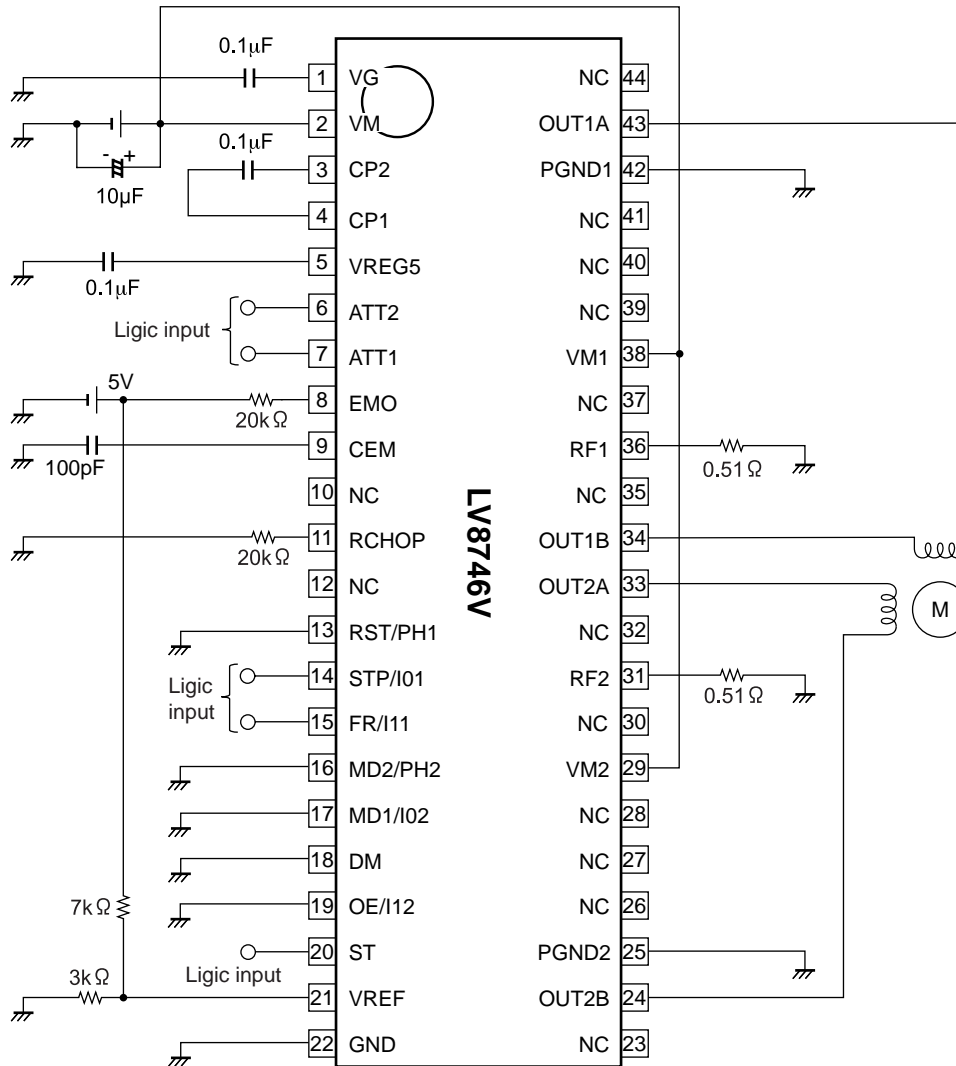 0.1μF
1 VG
NC 44
2 VM
OUT1A 43
- +
10μF
0.1μF
3 CP2
PGND1 42
4 CP1
NC 41
5 VREG5
NC 40
0.1μF
6 ATT2
NC 39
Ligic input
7 ATT1
VM1 38
5V
8 EMO
NC 37
20kΩ
9 CEM
RF1 36
100pF
0.51Ω
10 NC
NC 35
LV8746V
11 RCHOP
OUT1B 34
20kΩ
12 NC
OUT2A 33
M
13 RST/PH1
NC 32
14 STP/I01
RF2 31
Ligic
input
0.51Ω
15 FR/I11
NC 30
16 MD2/PH2
VM2 29
17 MD1/I02
NC 28
18 DM
NC 27
7kΩ
19 OE/I12
NC 26
20 ST
PGND2 25
Ligic input
3kΩ
21 VREF
OUT2B 24
22 GND
NC 23